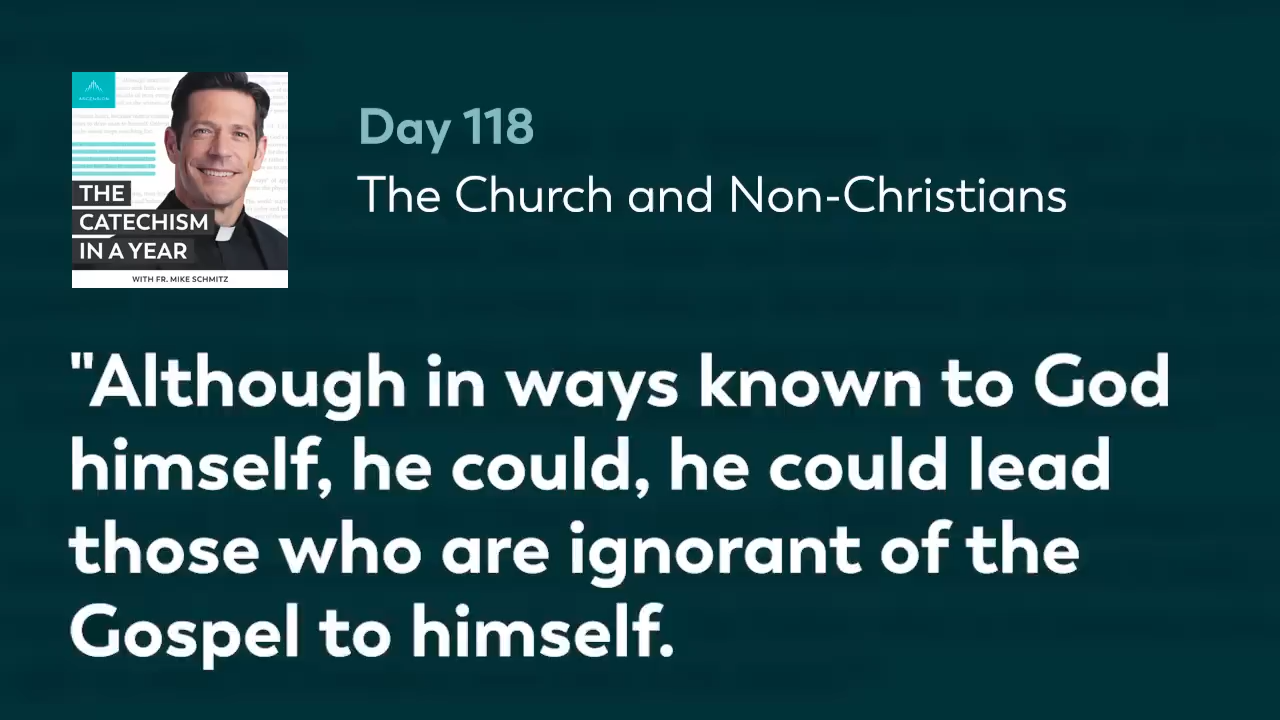 ASCENSION
THE
CATECHISM
IN A YEAR
WITH FR. MIKE SCHMITZ
Day 118
The Church and Non-Christians
"Although in ways known to God
himself, he could, he could lead
those who are ignorant of the
Gospel to himself.